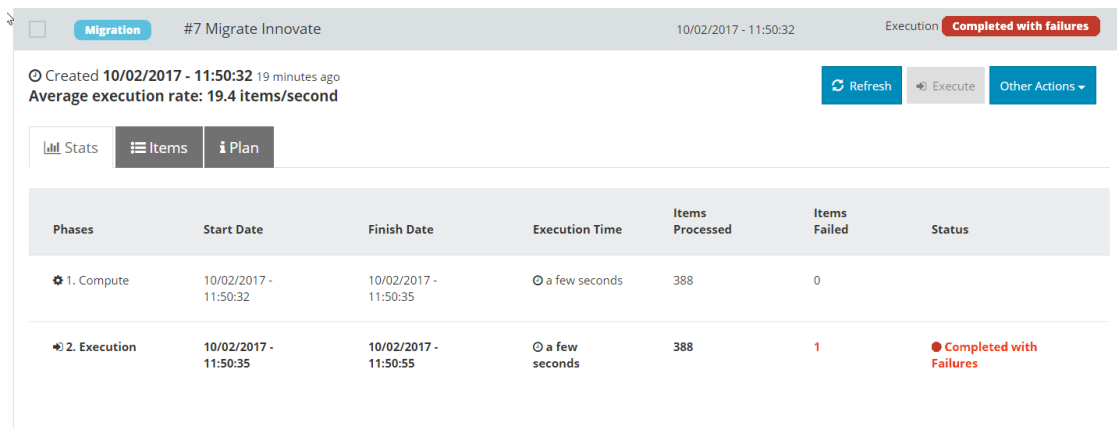 Migration #7 Migrate Innovate 10/02/2017 - 11:50:32 Execution Completed with failures
Created 10/02/2017 - 11:50:32 19 minutes ago
Average execution rate: 19.4 items/second
Refresh Execute Other Actions
Stats Items Plan
Phases Start Date Finish Date Execution Time Items Processed Items Failed Status
1. Compute 10/02/2017 - 11:50:32 10/02/2017 - 11:50:35 a few seconds 388 0
2. Execution 10/02/2017 - 11:50:35 10/02/2017 - 11:50:55 a few seconds 388 1 Completed with Failures